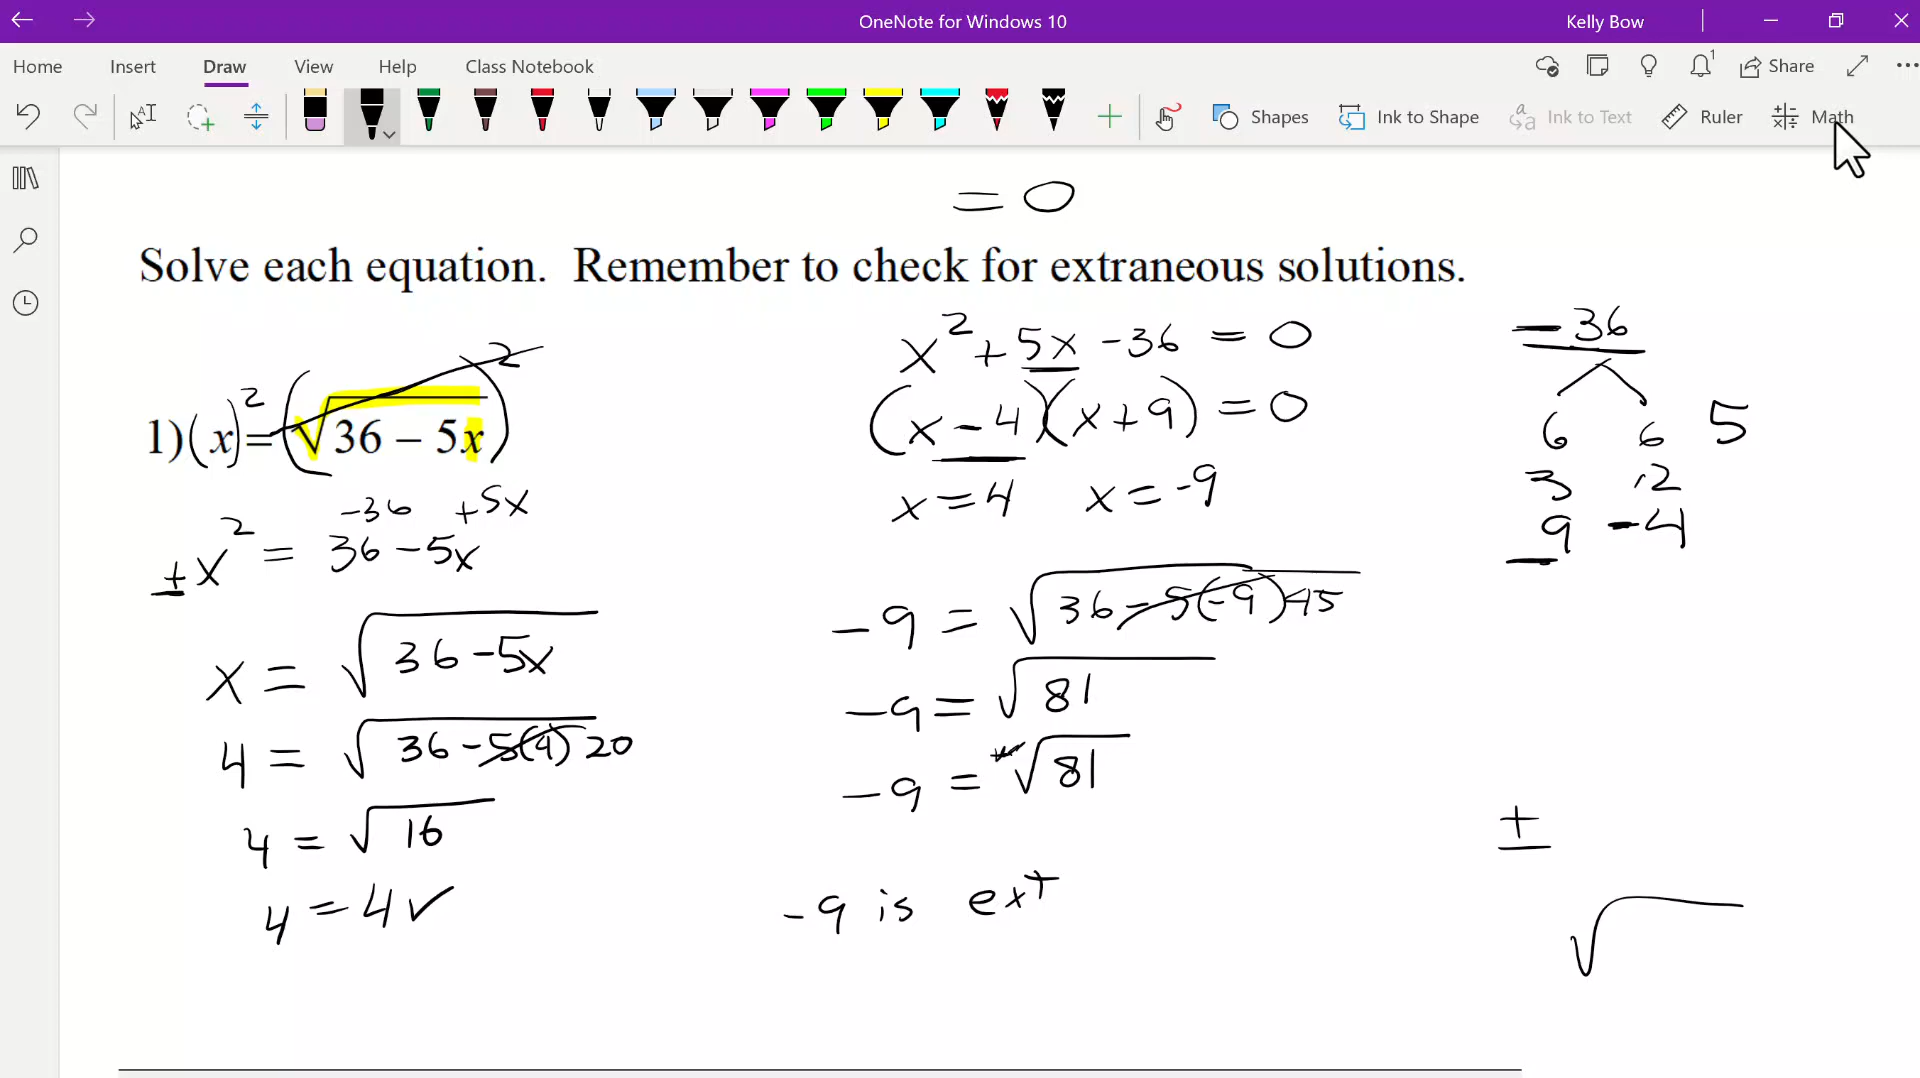 OneNote for Windows 10
Kelly Bow
Home Insert Draw View Help Class Notebook
1
Share
Shapes Ink to Shape Ink to Text Ruler Math
= 0
Solve each equation. Remember to check for extraneous solutions.
1) (x)² = (√36 – 5x)²
-36 +5x
± x² = 36 - 5x
x = √36 - 5x
4 = √36 - 5(4) 20
4 = √16
4 = 4 ✓
x² + 5x - 36 = 0
(x - 4)(x + 9) = 0
x = 4 x = -9
-9 = √36 - 5(-9) +45
-9 = √81
-9 = √81
-9 is ext
-36
6 6 5
3 12
9 -4
±
√